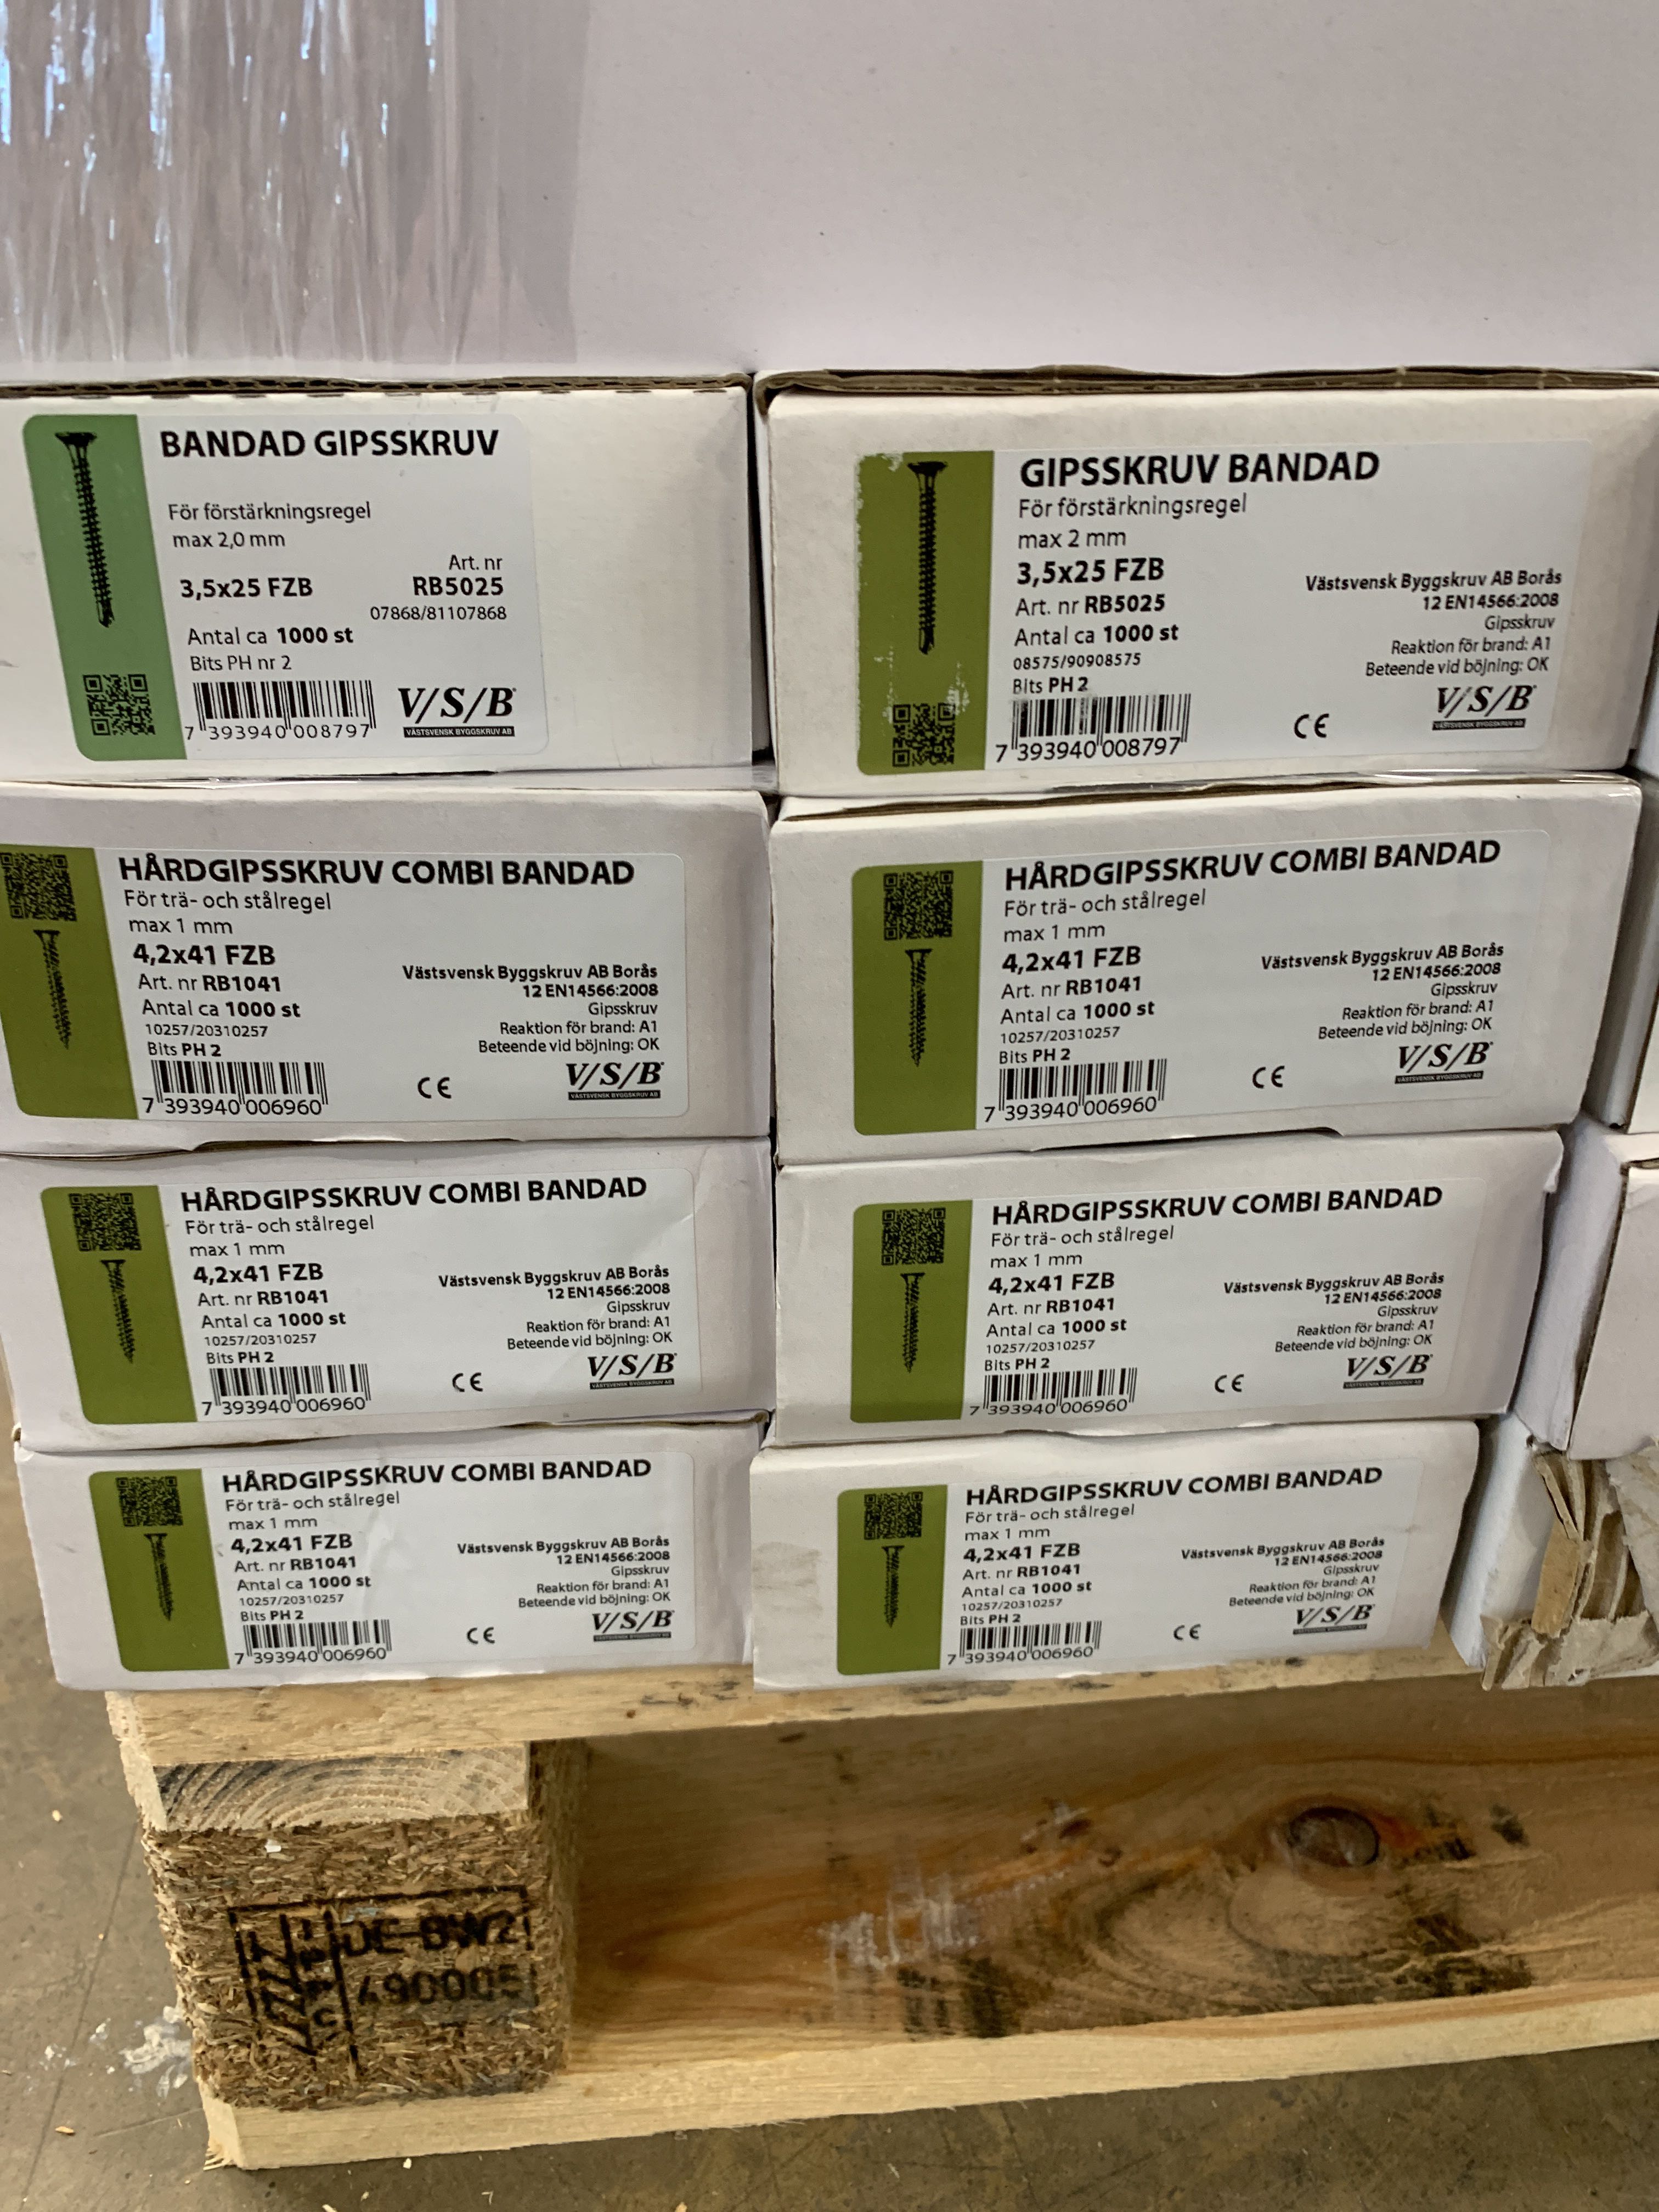 BANDAD GIPSSKRUV
För förstärkningsregel
max 2,0 mm
Art. nr
3,5x25 FZB RB5025
07868/81107868
Antal ca 1000 st
Bits PH nr 2
7 393940 008797
V/S/B
VÄSTSVENSK BYGGSKRUV AB
GIPSSKRUV BANDAD
För förstärkningsregel
max 2 mm
3,5x25 FZB
Art. nr RB5025
Antal ca 1000 st
08575/90908575
Bits PH 2
7 393940 008797
Västsvensk Byggskruv AB Borås
12 EN14566:2008
Gipsskruv
Reaktion för brand: A1
Beteende vid böjning: OK
CE
V/S/B
VÄSTSVENSK BYGGSKRUV AB
HÅRDGIPSSKRUV COMBI BANDAD
För trä- och stålregel
max 1 mm
4,2x41 FZB
Art. nr RB1041
Antal ca 1000 st
10257/20310257
Bits PH 2
7 393940 006960
Västsvensk Byggskruv AB Borås
12 EN14566:2008
Gipsskruv
Reaktion för brand: A1
Beteende vid böjning: OK
CE
V/S/B
VÄSTSVENSK BYGGSKRUV AB
HÅRDGIPSSKRUV COMBI BANDAD
För trä- och stålregel
max 1 mm
4,2x41 FZB
Art. nr RB1041
Antal ca 1000 st
10257/20310257
Bits PH 2
7 393940 006960
Västsvensk Byggskruv AB Borås
12 EN14566:2008
Gipsskruv
Reaktion för brand: A1
Beteende vid böjning: OK
CE
V/S/B
VÄSTSVENSK BYGGSKRUV AB
HÅRDGIPSSKRUV COMBI BANDAD
För trä- och stålregel
max 1 mm
4,2x41 FZB
Art. nr RB1041
Antal ca 1000 st
10257/20310257
Bits PH 2
7 393940 006960
Västsvensk Byggskruv AB Borås
12 EN14566:2008
Gipsskruv
Reaktion för brand: A1
Beteende vid böjning: OK
CE
V/S/B
VÄSTSVENSK BYGGSKRUV AB
HÅRDGIPSSKRUV COMBI BANDAD
För trä- och stålregel
max 1 mm
4,2x41 FZB
Art. nr RB1041
Antal ca 1000 st
10257/20310257
Bits PH 2
7 393940 006960
Västsvensk Byggskruv AB Borås
12 EN14566:2008
Gipsskruv
Reaktion för brand: A1
Beteende vid böjning: OK
CE
V/S/B
VÄSTSVENSK BYGGSKRUV AB
HÅRDGIPSSKRUV COMBI BANDAD
För trä- och stålregel
max 1 mm
4,2x41 FZB
Art. nr RB1041
Antal ca 1000 st
10257/20310257
Bits PH 2
7 393940 006960
Västsvensk Byggskruv AB Borås
12 EN14566:2008
Gipsskruv
Reaktion för brand: A1
Beteende vid böjning: OK
CE
V/S/B
HÅRDGIPSSKRUV COMBI BANDAD
För trä- och stålregel
max 1 mm
4,2x41 FZB
Art. nr RB1041
Antal ca 1000 st
10257/20310257
Bits PH 2
7 393940 006960
Västsvensk Byggskruv AB Borås
12 EN14566:2008
Gipsskruv
Reaktion för brand: A1
Beteende vid böjning: OK
CE
V/S/B
DE-BW2
490005